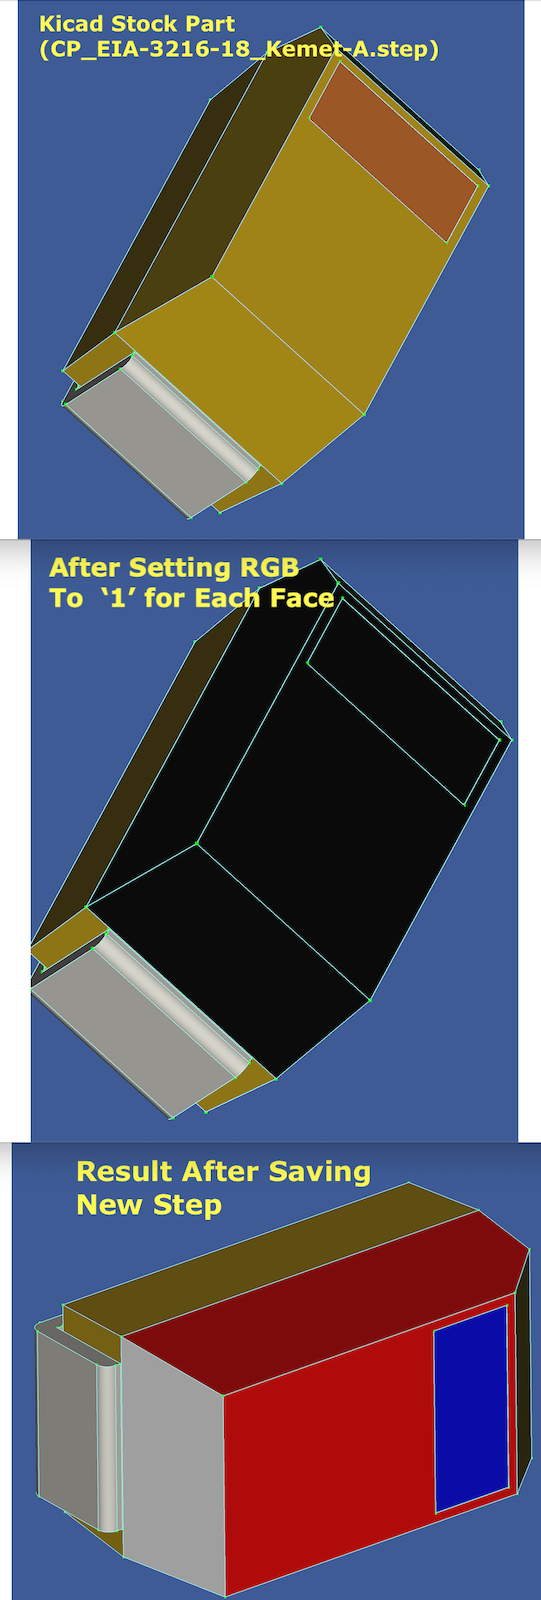 Kicad Stock Part
(CP_EIA-3216-18_Kemet-A.step)
After Setting RGB
To ‘1’ for Each Face
Result After Saving
New Step